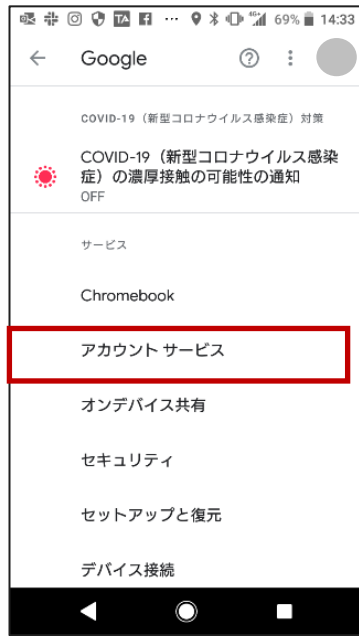 69% 14:33
Google
COVID-19（新型コロナウイルス感染症）対策
COVID-19（新型コロナウイルス感染
症）の濃厚接触の可能性の通知
OFF
サービス
Chromebook
アカウント サービス
オンデバイス共有
セキュリティ
セットアップと復元
デバイス接続